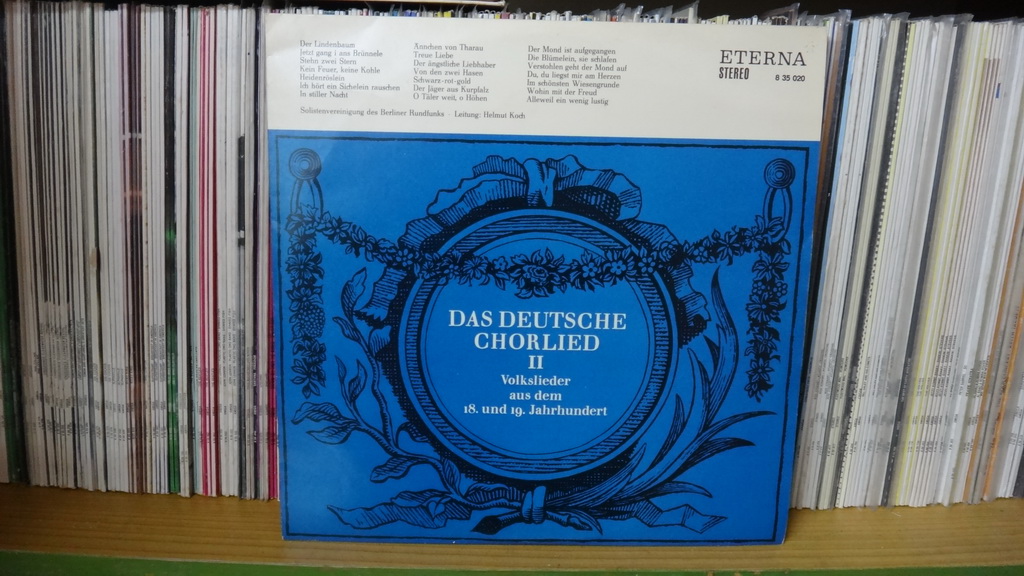 Der Lindenbaum
Jetzt gang i ans Brünnele
Stehn zwei Stern
Kein Feuer, keine Kohle
Heidenröslein
Ich hört ein Sichelein rauschen
In stiller Nacht
Ännchen von Tharau
Treue Liebe
Der ängstliche Liebhaber
Von den zwei Hasen
Schwarz-rot-gold
Der Jäger aus Kurpfalz
O Täler weit, o Höhen
Der Mond ist aufgegangen
Die Blümelein, sie schlafen
Verstohlen geht der Mond auf
Du, du liegst mir am Herzen
Im schönsten Wiesengrunde
Wohin mit der Freud
Alleweil ein wenig lustig
Solistenvereinigung des Berliner Rundfunks · Leitung: Helmut Koch
ETERNA
STEREO 8 35 020
DAS DEUTSCHE
CHORLIED
II
Volkslieder
aus dem
18. und 19. Jahrhundert